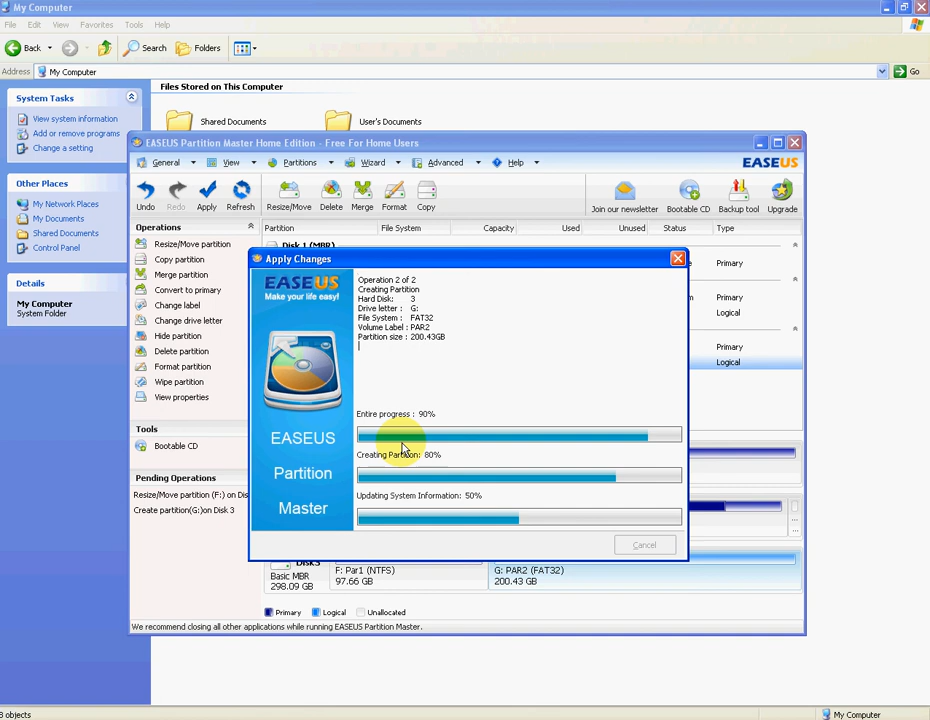 My Computer
File Edit View Favorites Tools Help
Back Search Folders
Address My Computer Go
System Tasks
View system information
Add or remove programs
Change a setting
Other Places
My Network Places
My Documents
Shared Documents
Control Panel
Details
My Computer
System Folder
Files Stored on This Computer
Shared Documents User's Documents
EASEUS Partition Master Home Edition - Free For Home Users
General View Partitions Wizard Advanced Help EASEUS
Undo Redo Apply Refresh Resize/Move Delete Merge Format Copy Join our newsletter Bootable CD Backup tool Upgrade
Operations
Resize/Move partition
Copy partition
Merge partition
Convert to primary
Change label
Change drive letter
Hide partition
Delete partition
Format partition
Wipe partition
View properties
Tools
Bootable CD
Pending Operations
Resize/Move partition (F:) on Dis
Create partition(G:)on Disk 3
Partition File System Capacity Used Unused Status Type
Disk 1 (MBR)
Primary
Primary
Logical
Primary
Logical
Apply Changes
EASEUS
Make your life easy!
EASEUS
Partition
Master
Operation 2 of 2
Creating Partition
Hard Disk: 3
Drive letter : G:
File System : FAT32
Volume Label : PAR2
Partition size : 200.43GB
Entire progress : 90%
Creating Partition: 80%
Updating System Information: 50%
Cancel
Disk3
Basic MBR
298.09 GB
F: Par1 (NTFS)
97.66 GB
G: PAR2 (FAT32)
200.43 GB
Primary Logical Unallocated
We recommend closing all other applications while running EASEUS Partition Master.
objects My Computer